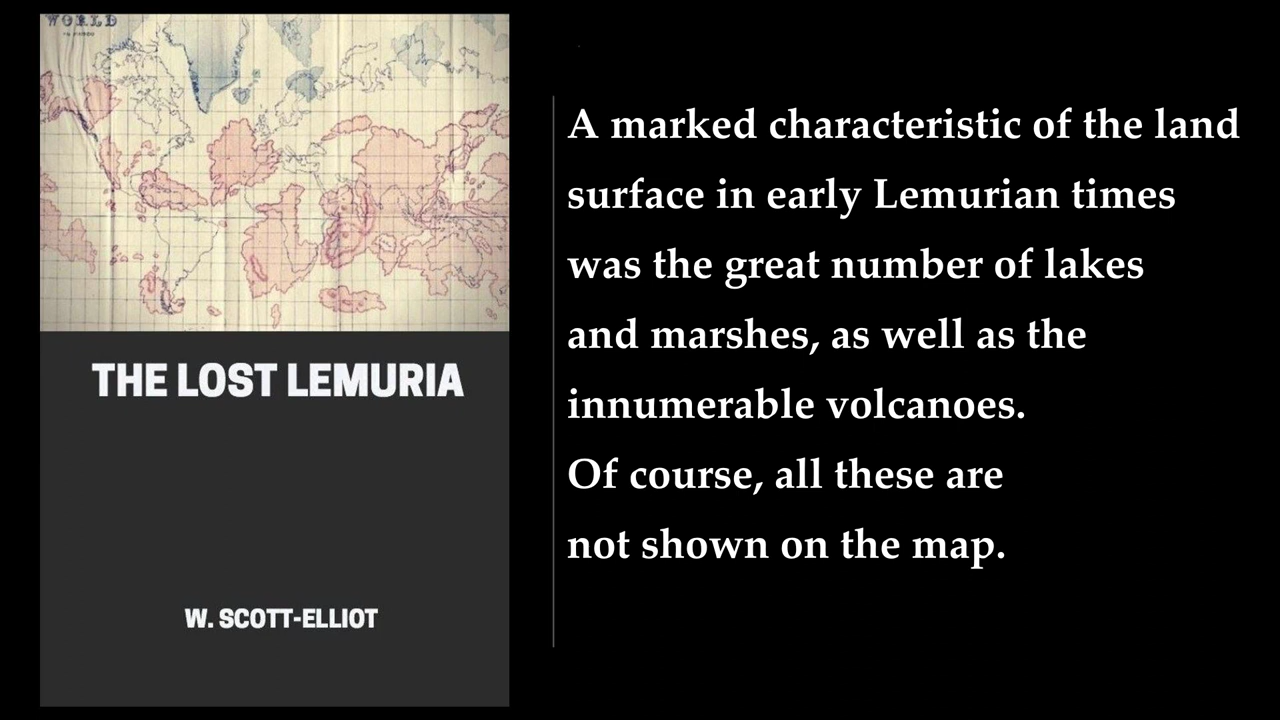 WORLD
THE LOST LEMURIA
W. SCOTT-ELLIOT
A marked characteristic of the land
surface in early Lemurian times
was the great number of lakes
and marshes, as well as the
innumerable volcanoes.
Of course, all these are
not shown on the map.